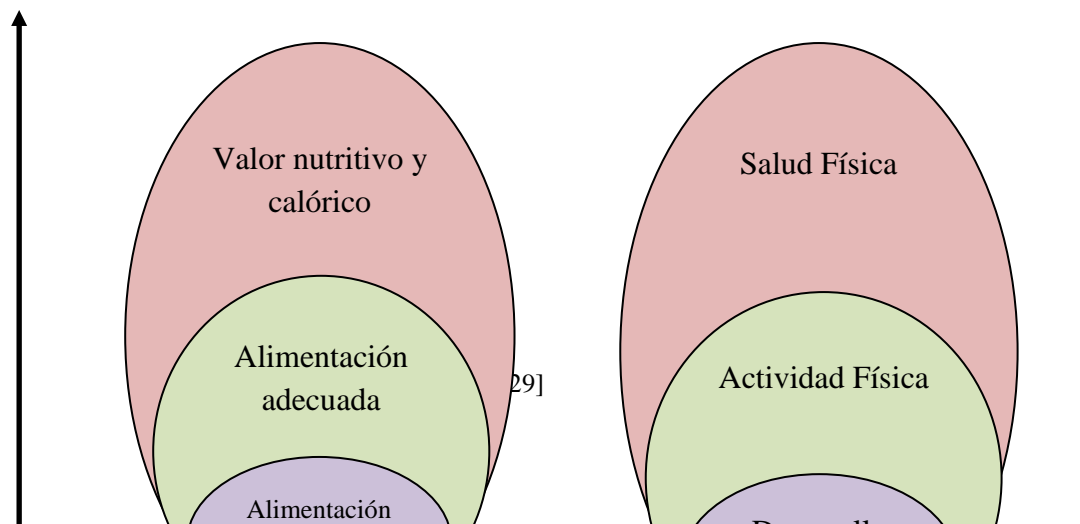 Valor nutritivo y
calórico
Salud Física
Alimentación
adecuada
29]
Actividad Física
Alimentación